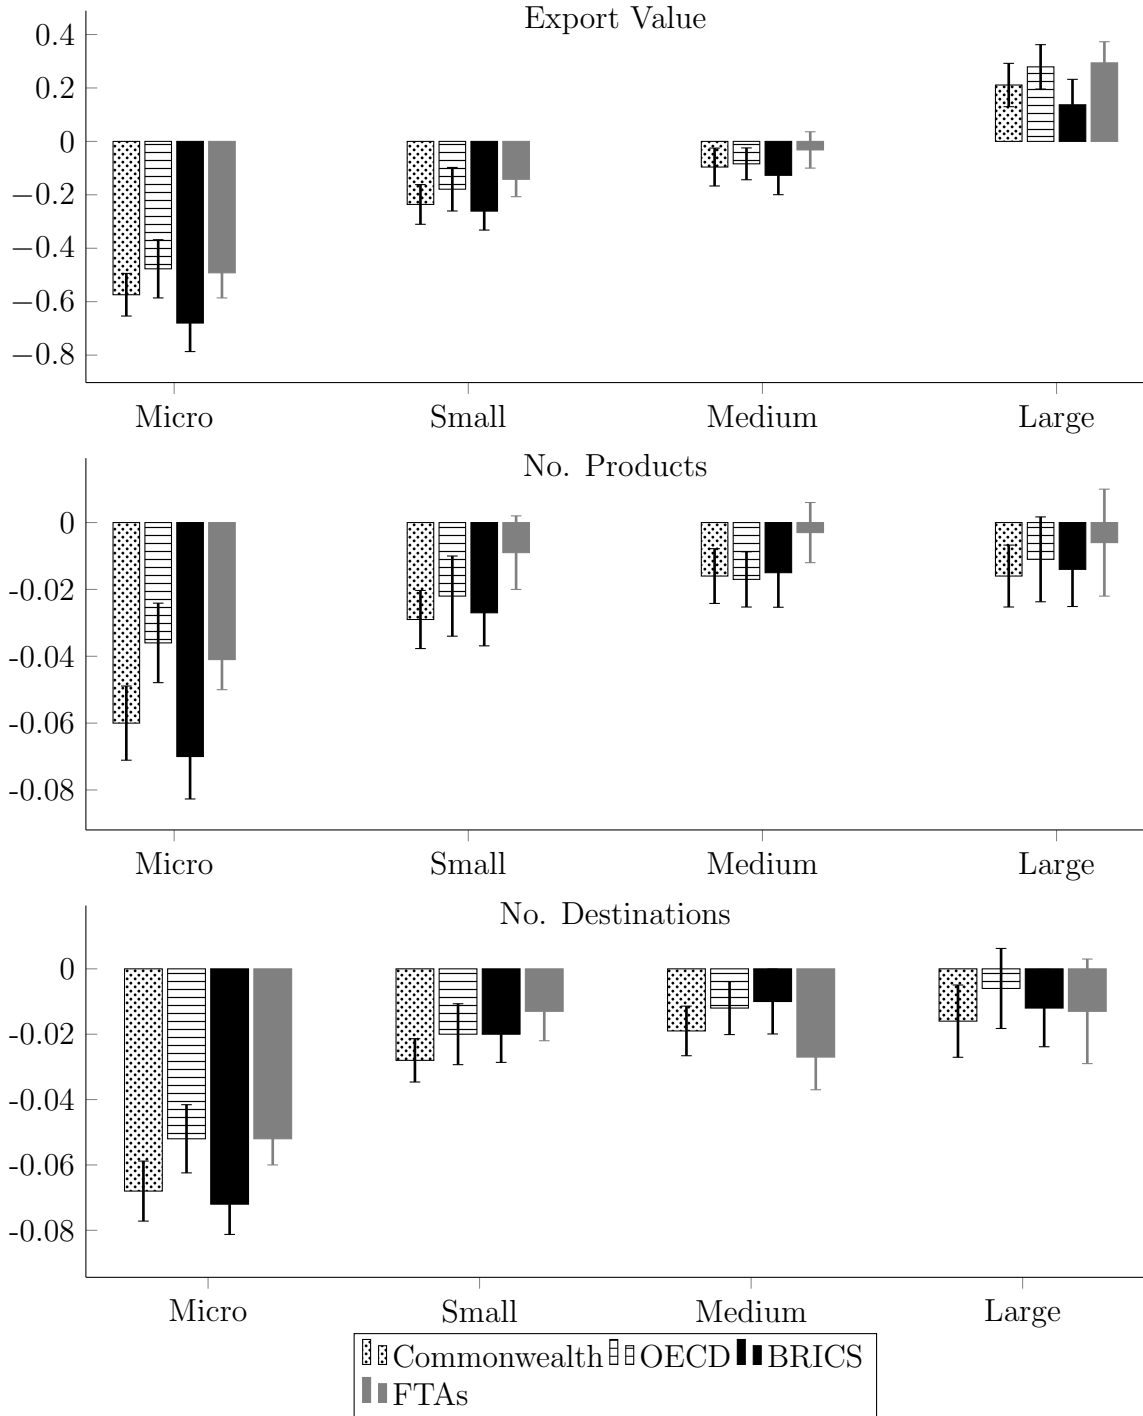 Export Value
0.4
0.2
0
−0.2
−0.4
−0.6
−0.8
Micro Small Medium Large
No. Products
0
-0.02
-0.04
-0.06
-0.08
Micro Small Medium Large
No. Destinations
0
-0.02
-0.04
-0.06
-0.08
Micro Small Medium Large
Commonwealth OECD BRICS
FTAs